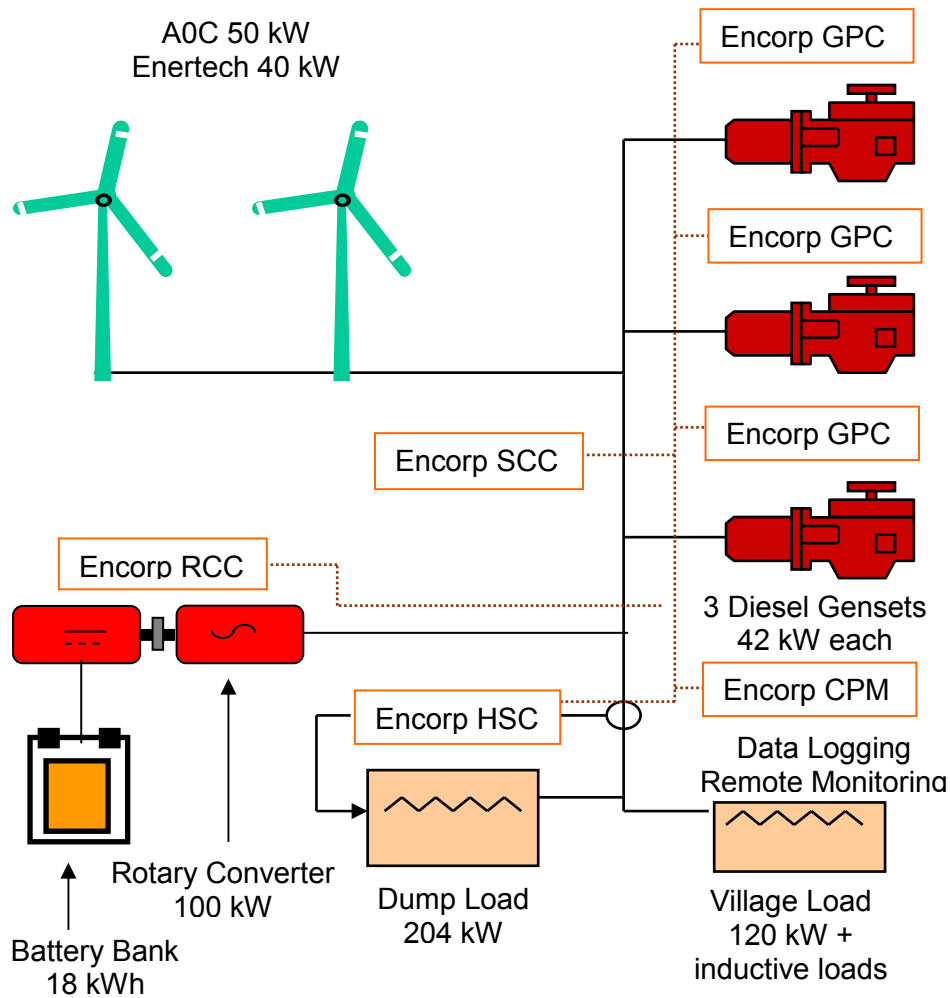 A0C 50 kW
Enertech 40 kW
Encorp GPC
Encorp GPC
Encorp GPC
Encorp SCC
Encorp RCC
3 Diesel Gensets
42 kW each
Encorp HSC
Encorp CPM
Data Logging
Remote Monitoring
Rotary Converter
100 kW
Battery Bank
18 kWh
Dump Load
204 kW
Village Load
120 kW +
inductive loads